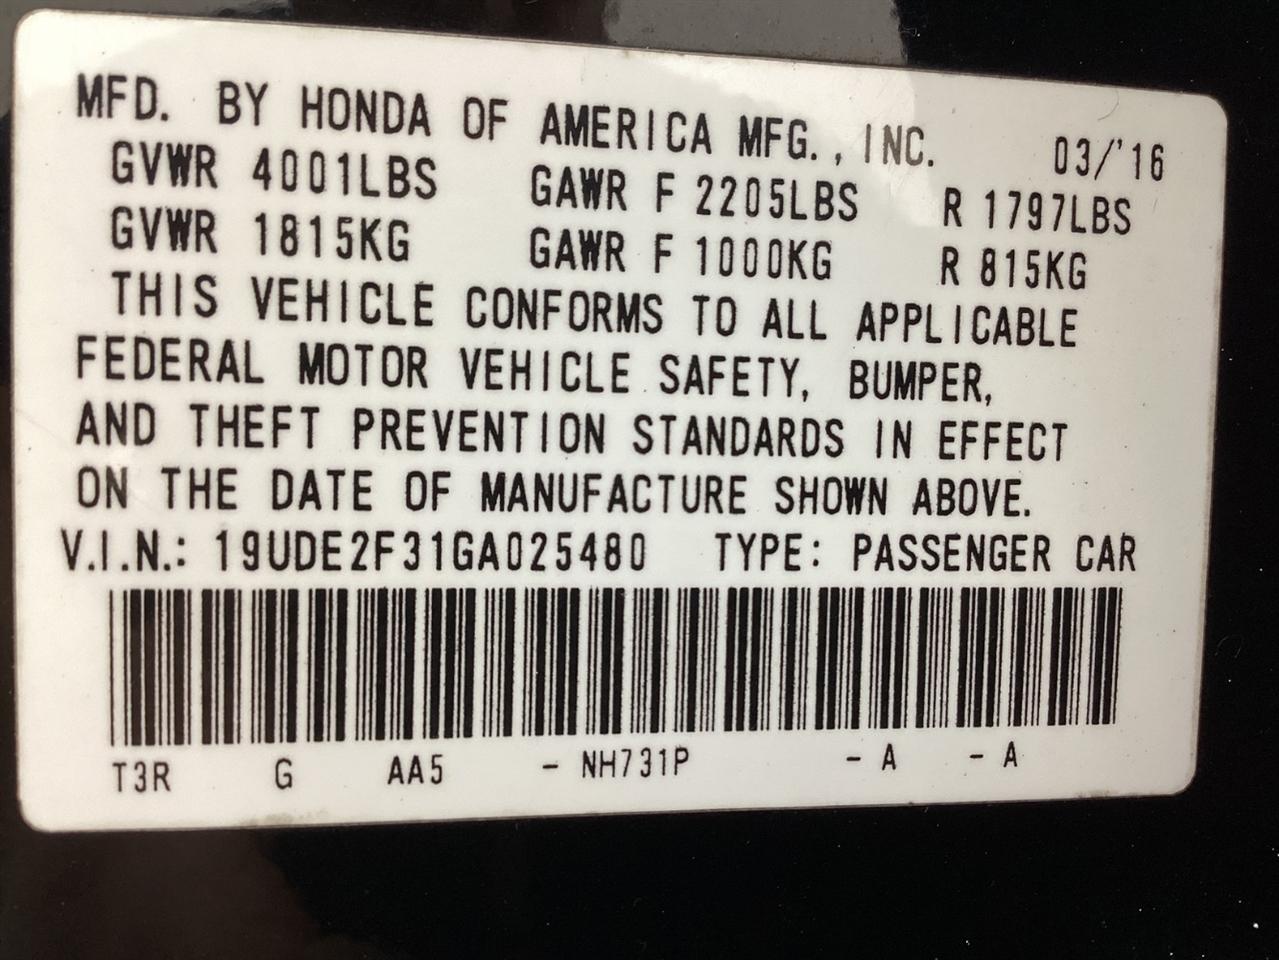 MFD. BY HONDA OF AMERICA MFG., INC. 03/'16
GVWR 4001LBS GAWR F 2205LBS R 1797LBS
GVWR 1815KG GAWR F 1000KG R 815KG
THIS VEHICLE CONFORMS TO ALL APPLICABLE
FEDERAL MOTOR VEHICLE SAFETY, BUMPER,
AND THEFT PREVENTION STANDARDS IN EFFECT
ON THE DATE OF MANUFACTURE SHOWN ABOVE.
V.I.N.: 19UDE2F31GA025480 TYPE: PASSENGER CAR
T3R G AA5 - NH731P - A - A